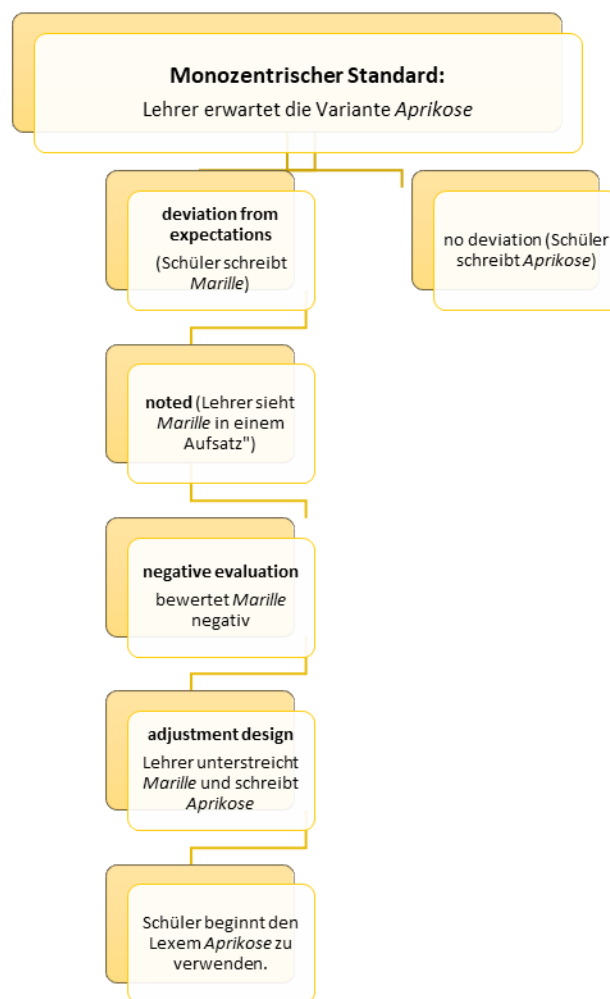 Monozentrischer Standard:
Lehrer erwartet die Variante Aprikose
deviation from
expectations
(Schüler schreibt
Marille)
no deviation (Schüler
schreibt Aprikose)
noted (Lehrer sieht
Marille in einem
Aufsatz")
negative evaluation
bewertet Marille
negativ
adjustment design
Lehrer unterstreicht
Marille und schreibt
Aprikose
Schüler beginnt den
Lexem Aprikose zu
verwenden.